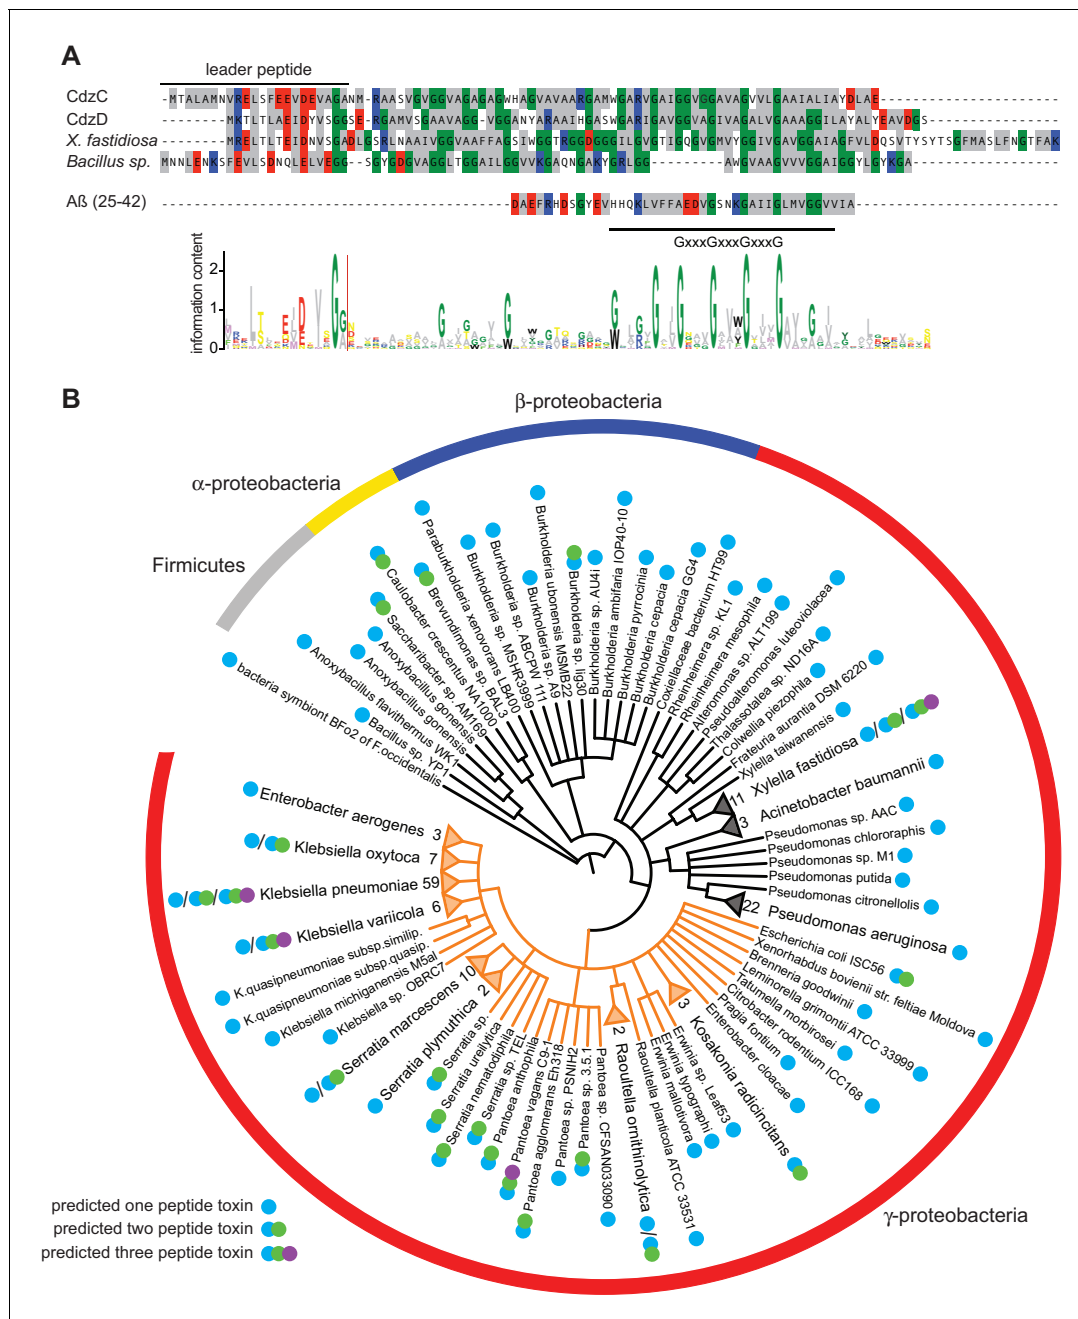 A
leader peptide
CdzC
-MTALAMNVRELSFEEVDEVAGANM-RAASVGVGGVAGAGAGWHAGVAVAARGAMWGARVGAIGGVGGAVAGVVLGAAIALIAYDLAE
CdzD
MKTLTLAEIDYVSGGSE-RGAMVSGAAVAGG-VGGANYARAAIHGASWGARIGAVGGVAGIVAGALVGAAAGGILAYALYEAVDGS
X. fastidiosa
MRELTLTEIDNVSGADLGSRLNAAIVGGVAAFFAGSIWGGTRGGDGGGILGVGTIGQGVGMVYGGIVGAVGGAIAGFVLDQSVTYSYTSGFMASLFNGTFAK
Bacillus sp.
MNNLENKSFEVLSDNQLELVEGG--SGYGDGVAGGLTGGAILGGVVKGAQNGAKYGRLGG---------AWGVAAGVVVGGAIGGYLGYKGA
Aß (25-42)
DAEFRHDSGYEVHHQKLVFFAEDVGSNKGAIIGLMVGGVVIA
GxxxGxxxGxxxG
information content
2
1
0
B
β-proteobacteria
α-proteobacteria
Firmicutes
γ-proteobacteria
bacteria symbiont BFo2 of F.occidentalis
Bacillus sp. YP1
Anoxybacillus flavithermus WK1
Anoxybacillus gonensis
Anoxybacillus gonensis
Saccharibacter sp. AM169
Caulobacter crescentus NA1000
Brevundimonas sp. BAL3
Paraburkholderia xenovorans LB400
Burkholderia sp. MSHR3999
Burkholderia sp. ABCPW 111
Burkholderia sp. A9
Burkholderia ubonensis MSMB22
Burkholderia sp. lig30
Burkholderia sp. AU4i
Burkholderia ambifaria IOP40-10
Burkholderia pyrrocinia
Burkholderia cepacia
Burkholderia cepacia GG4
Coxiellaceae bacterium HT99
Rheinheimera sp. KL1
Rheinheimera mesophila
Alteromonas sp. ALT199
Pseudoalteromonas luteoviolacea
Thalassotalea sp. ND16A
Colwellia piezophila
Frateuria aurantia DSM 6220
Xylella taiwanensis
11 Xylella fastidiosa / /
3 Acinetobacter baumannii
Pseudomonas sp. AAC
Pseudomonas chlororaphis
Pseudomonas sp. M1
Pseudomonas putida
Pseudomonas citronellolis
22 Pseudomonas aeruginosa
Escherichia coli ISC56
Xenorhabdus bovienii str. feltiae Moldova
Brenneria goodwinii
Leminorella grimontii ATCC 33999
Tatumella morbirosei
Citrobacter rodentium ICC168
Pragia fontium
Enterobacter cloacae
3 Kosakonia radicincitans
Erwinia sp. Leaf53
Erwinia typographi
Erwinia mallotivora
Raoultella planticola ATCC 33531
2 Raoultella ornithinolytica /
Pantoea sp. CFSAN033090
Pantoea sp. 3.5.1
Pantoea sp. PSNIH2
Pantoea agglomerans Eh318
Pantoea vagans C9-1
Pantoea anthophila
Serratia sp. TEL
Serratia nematodiphila
Serratia ureilytica
Serratia sp.
Serratia plymuthica 2
/ Serratia marcescens 10
Klebsiella sp. OBRC7
Klebsiella michiganensis M5al
K.quasipneumoniae subsp.quasip.
K.quasipneumoniae subsp.similip.
/ Klebsiella variicola 6
/ / Klebsiella pneumoniae 59
/ Klebsiella oxytoca 7
Enterobacter aerogenes 3
predicted one peptide toxin
predicted two peptide toxin
predicted three peptide toxin